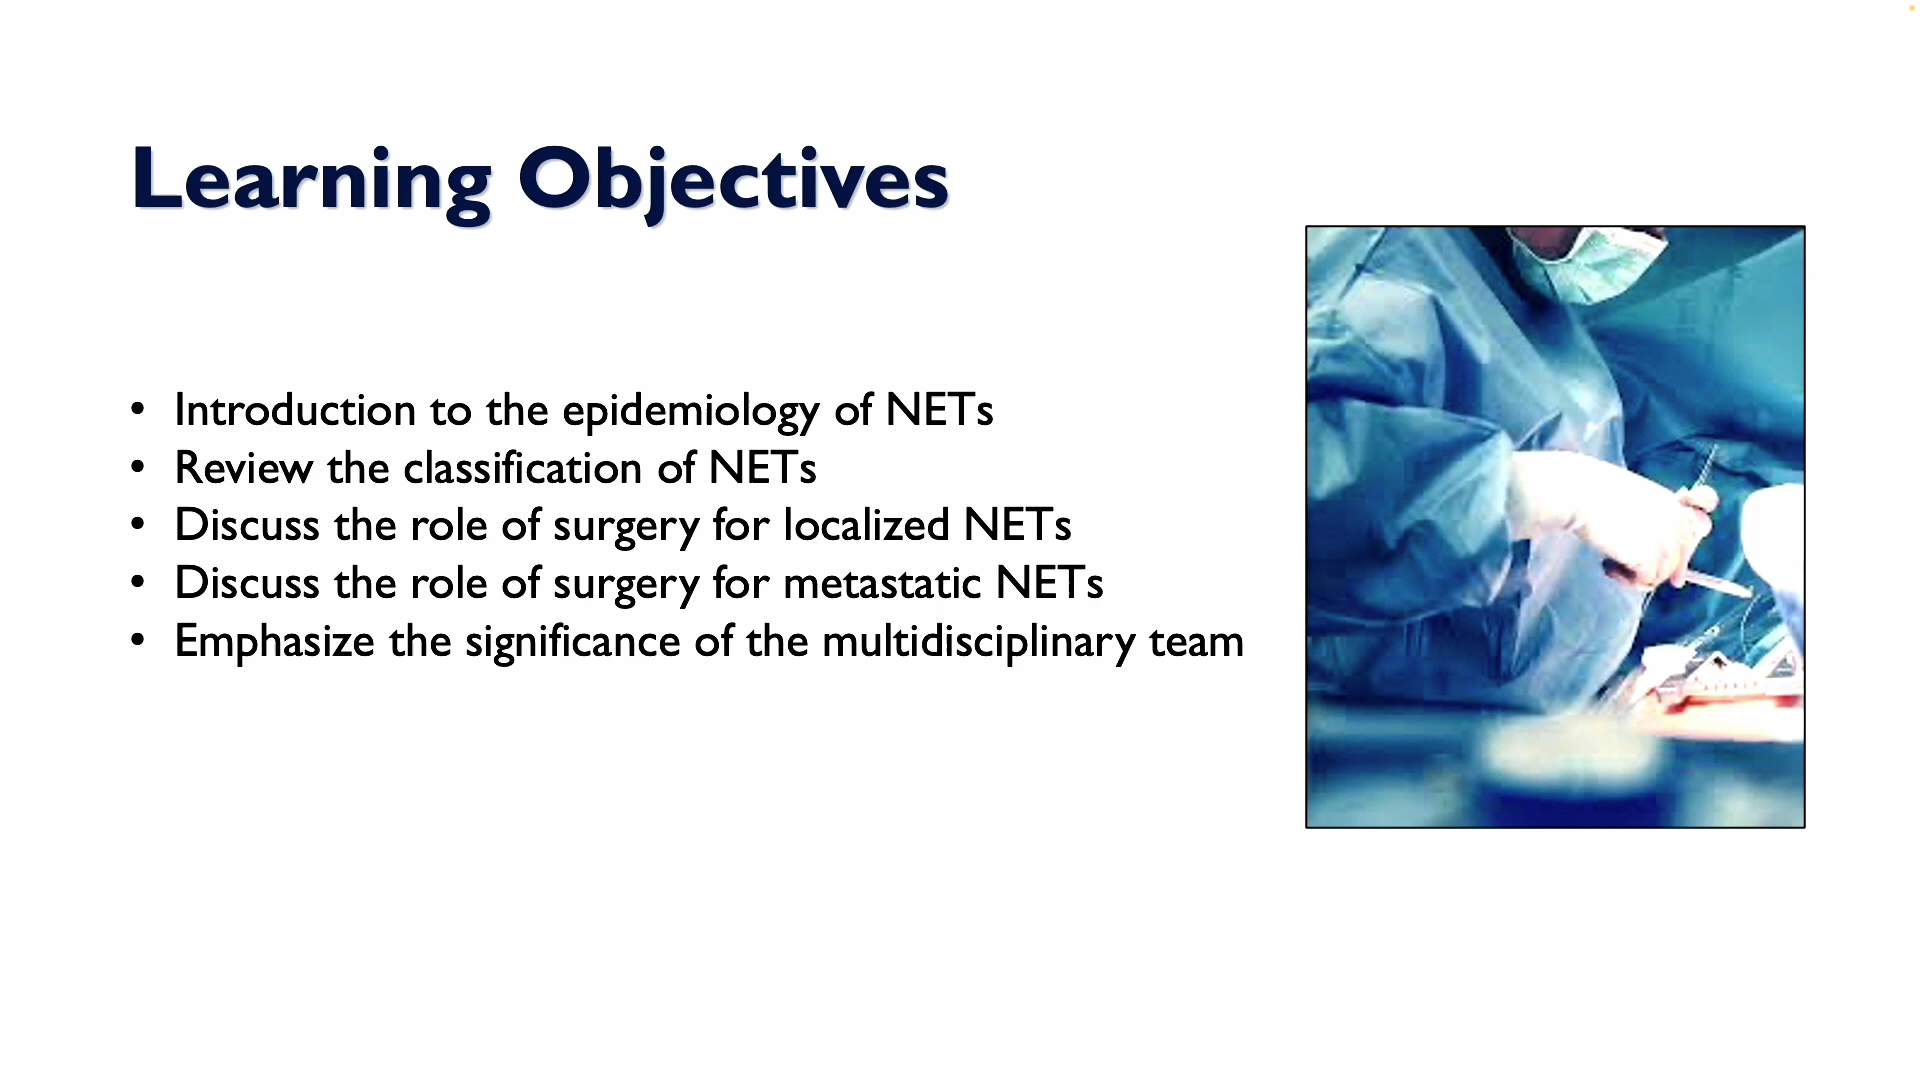 Learning Objectives
• Introduction to the epidemiology of NETs
• Review the classification of NETs
• Discuss the role of surgery for localized NETs
• Discuss the role of surgery for metastatic NETs
• Emphasize the significance of the multidisciplinary team